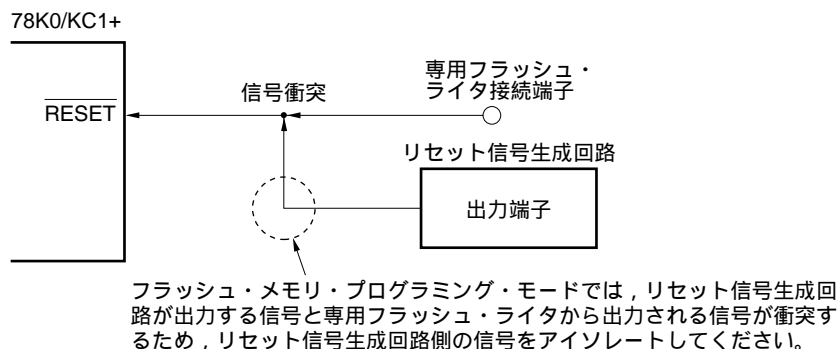 78K0/KC1+
専用フラッシュ・
ライタ接続端子
信号衝突
RESET
リセット信号生成回路
出力端子
フラッシュ・メモリ・プログラミング・モードでは，リセット信号生成回
路が出力する信号と専用フラッシュ・ライタから出力される信号が衝突す
るため，リセット信号生成回路側の信号をアイソレートしてください。